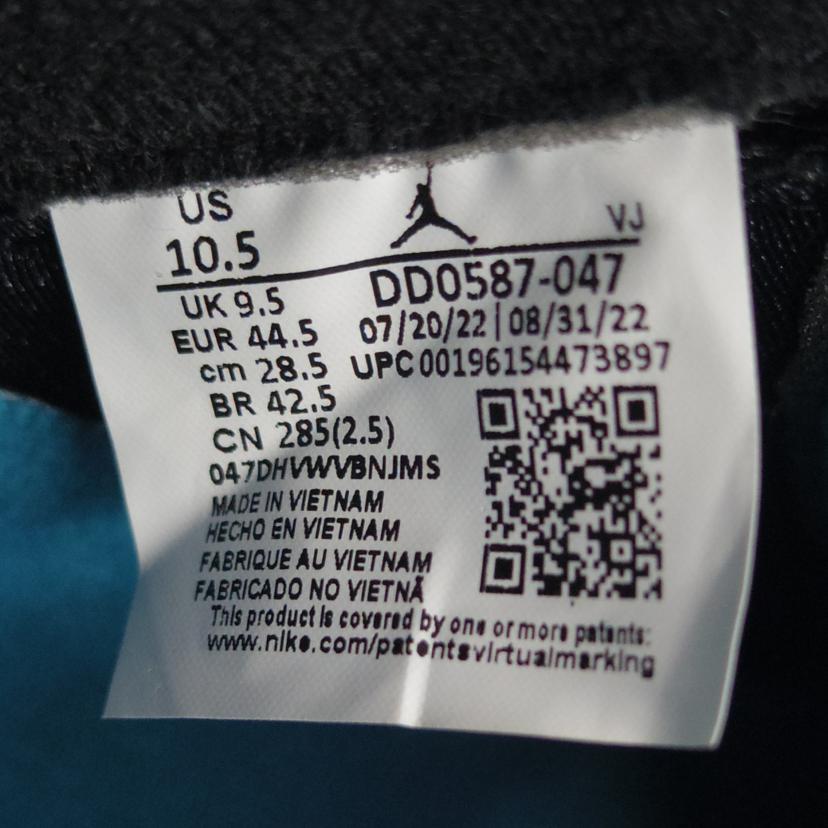 US
10.5
VJ
UK 9.5
DD0587-047
EUR 44.5
07/20/22 | 08/31/22
cm 28.5
UPC 00196154473897
BR 42.5
CN 285(2.5)
047DHVWVBNJMS
MADE IN VIETNAM
HECHO EN VIETNAM
FABRIQUE AU VIETNAM
FABRICADO NO VIETNÃ
This product is covered by one or more patents:
www.nike.com/patentsvirtualmarking